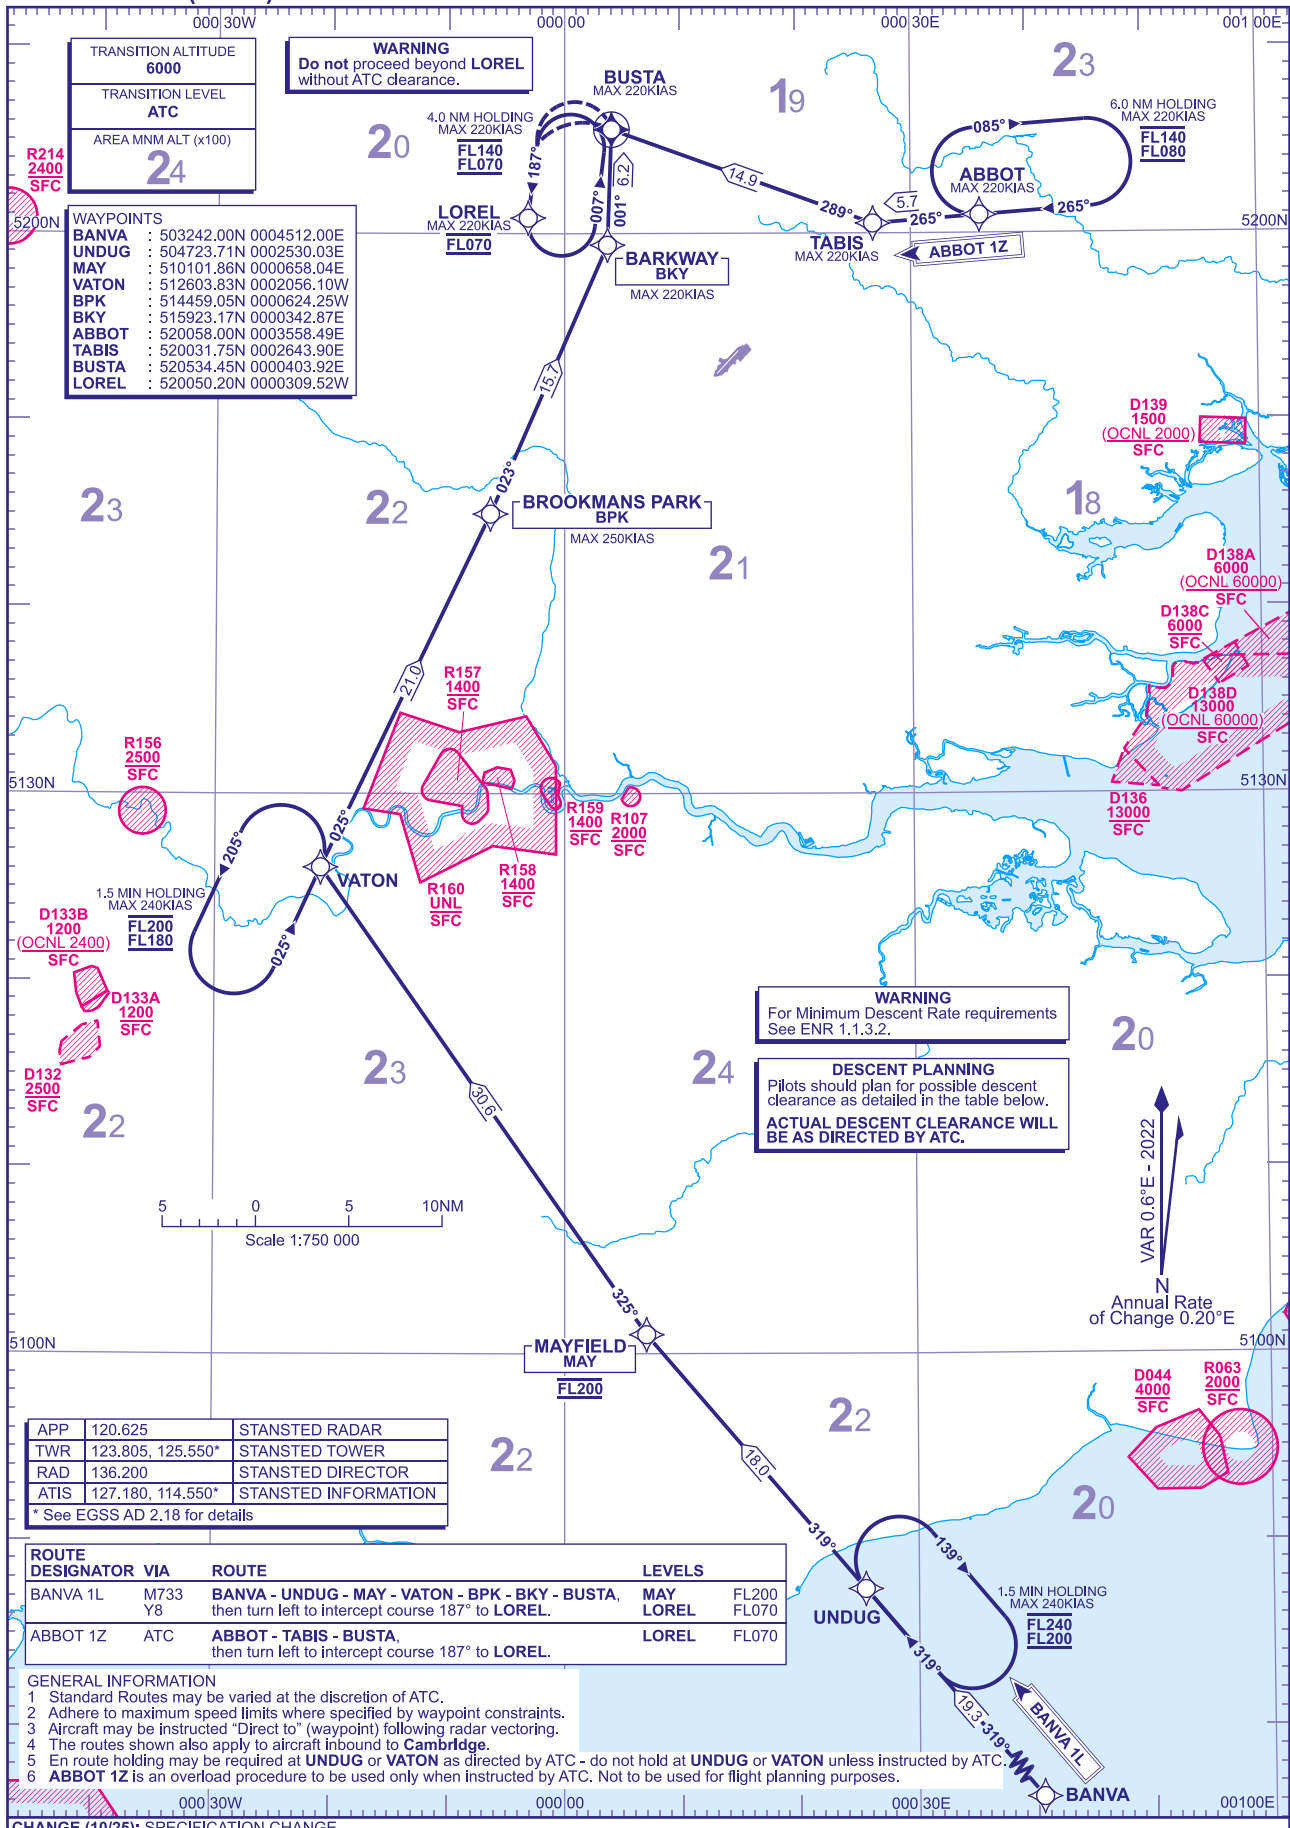 000 30W
000 00
000 30E
001 00E
TRANSITION ALTITUDE
6000
TRANSITION LEVEL
ATC
AREA MNM ALT (x100)
24
WARNING
Do not proceed beyond LOREL
without ATC clearance.
BUSTA
MAX 220KIAS
19
23
20
4.0 NM HOLDING
MAX 220KIAS
FL140
FL070
6.0 NM HOLDING
MAX 220KIAS
FL140
FL080
085°
265°
187°
007°
001°
6.2
14.9
289°
5.7
265°
ABBOT
MAX 220KIAS
TABIS
MAX 220KIAS
ABBOT 1Z
LOREL
MAX 220KIAS
FL070
BARKWAY
BKY
MAX 220KIAS
R214
2400
SFC
5200N
5200N
WAYPOINTS
BANVA : 503242.00N 0004512.00E
UNDUG : 504723.71N 0002530.03E
MAY : 510101.86N 0000658.04E
VATON : 512603.83N 0002056.10W
BPK : 514459.05N 0000624.25W
BKY : 515923.17N 0000342.87E
ABBOT : 520058.00N 0003558.49E
TABIS : 520031.75N 0002643.90E
BUSTA : 520534.45N 0000403.92E
LOREL : 520050.20N 0000309.52W
15.7
023°
D139
1500
(OCNL 2000)
SFC
23
22
18
BROOKMANS PARK
BPK
MAX 250KIAS
21
D138A
6000
(OCNL 60000)
SFC
D138C
6000
SFC
D138D
13000
(OCNL 60000)
SFC
21.0
R157
1400
SFC
R156
2500
SFC
5130N
5130N
R159
1400
SFC
R107
2000
SFC
D136
13000
SFC
025°
205°
VATON
R158
1400
SFC
R160
UNL
SFC
1.5 MIN HOLDING
MAX 240KIAS
FL200
FL180
025°
D133B
1200
(OCNL 2400)
SFC
D133A
1200
SFC
D132
2500
SFC
22
23
24
20
30.6
WARNING
For Minimum Descent Rate requirements
See ENR 1.1.3.2.
DESCENT PLANNING
Pilots should plan for possible descent
clearance as detailed in the table below.
ACTUAL DESCENT CLEARANCE WILL
BE AS DIRECTED BY ATC.
VAR 0.6°E - 2022
N
Annual Rate
of Change 0.20°E
5 0 5 10NM
Scale 1:750 000
325°
5100N
5100N
MAYFIELD
MAY
FL200
D044
4000
SFC
R063
2000
SFC
22
22
20
18.0
APP 120.625 STANSTED RADAR
TWR 123.805, 125.550* STANSTED TOWER
RAD 136.200 STANSTED DIRECTOR
ATIS 127.180, 114.550* STANSTED INFORMATION
* See EGSS AD 2.18 for details
319°
139°
UNDUG
1.5 MIN HOLDING
MAX 240KIAS
FL240
FL200
319°
19.3
319°
BANVA 1L
BANVA
ROUTE
DESIGNATOR VIA ROUTE LEVELS
BANVA 1L M733 BANVA - UNDUG - MAY - VATON - BPK - BKY - BUSTA, MAY FL200
Y8 then turn left to intercept course 187° to LOREL. LOREL FL070
ABBOT 1Z ATC ABBOT - TABIS - BUSTA, LOREL FL070
then turn left to intercept course 187° to LOREL.
GENERAL INFORMATION
1 Standard Routes may be varied at the discretion of ATC.
2 Adhere to maximum speed limits where specified by waypoint constraints.
3 Aircraft may be instructed “Direct to” (waypoint) following radar vectoring.
4 The routes shown also apply to aircraft inbound to Cambridge.
5 En route holding may be required at UNDUG or VATON as directed by ATC - do not hold at UNDUG or VATON unless instructed by ATC.
6 ABBOT 1Z is an overload procedure to be used only when instructed by ATC. Not to be used for flight planning purposes.
000 30W
000 00
000 30E
00100E
CHANGE (10/25): SPECIFICATION CHANGE